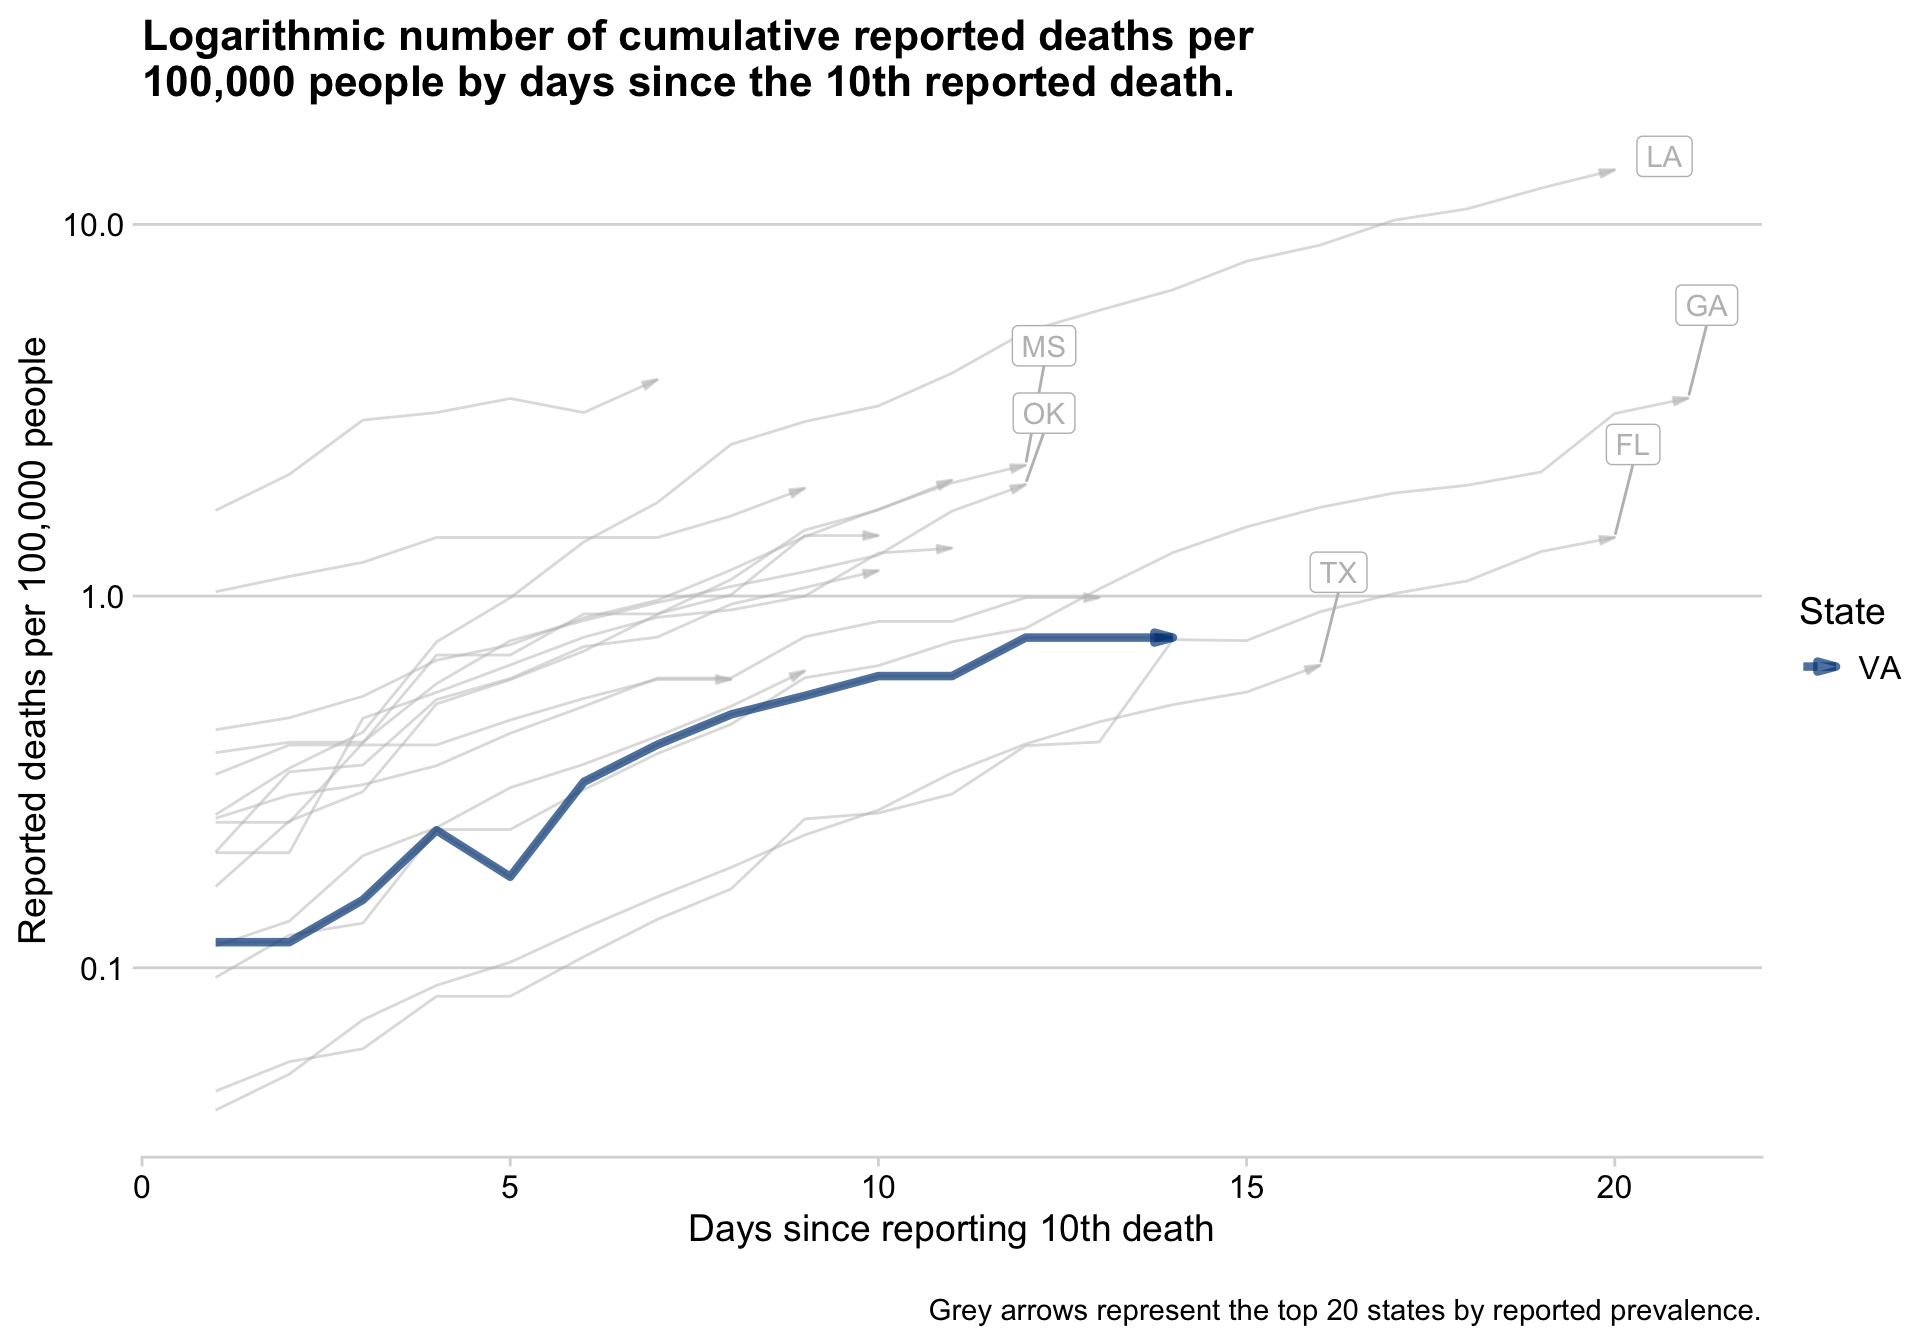 Logarithmic number of cumulative reported deaths per
100,000 people by days since the 10th reported death.
LA
10.0
GA
MS
OK
FL
TX
1.0
State
VA
0.1
Reported deaths per 100,000 people
0 5 10 15 20
Days since reporting 10th death
Grey arrows represent the top 20 states by reported prevalence.